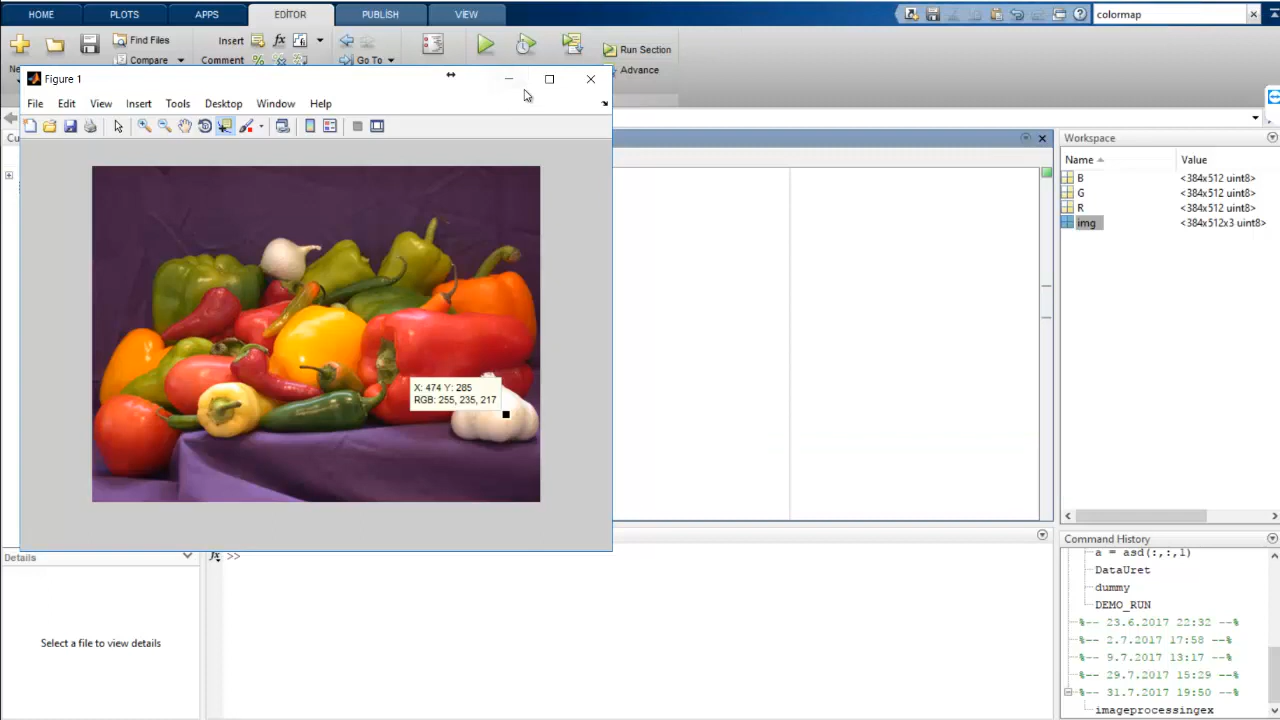 HOME PLOTS APPS EDİTOR PUBLİSH VIEW
colormap
Find Files
Compare
Insert
Comment
Go To
Run Section
Advance
Figure 1
File Edit View Insert Tools Desktop Window Help
X: 474 Y: 285
RGB: 255, 235, 217
Workspace
Name Value
B <384x512 uint8>
G <384x512 uint8>
R <384x512 uint8>
img <384x512x3 uint8>
Details
Select a file to view details
fx >>
Command History
a = asd(:,:,1)
DataUret
dummy
DEMO_RUN
%-- 23.6.2017 22:32 --%
%-- 2.7.2017 17:58 --%
%-- 9.7.2017 13:17 --%
%-- 29.7.2017 15:29 --%
%-- 31.7.2017 19:50 --%
imageprocessingex